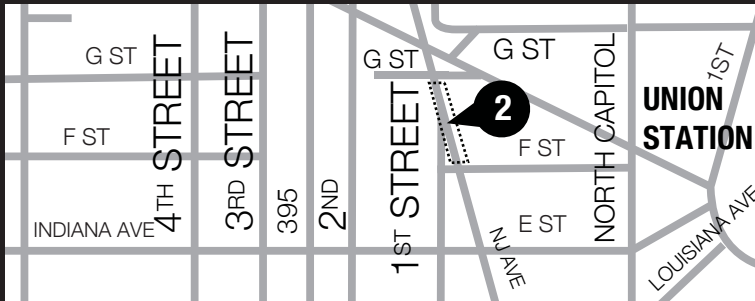 G ST
F ST
INDIANA AVE
4TH STREET
3RD STREET
395
2ND
G ST
1ST STREET
2
G ST
F ST
E ST
NJ AVE
NORTH CAPITOL
UNION
STATION
1ST
LOUISIANA AVE